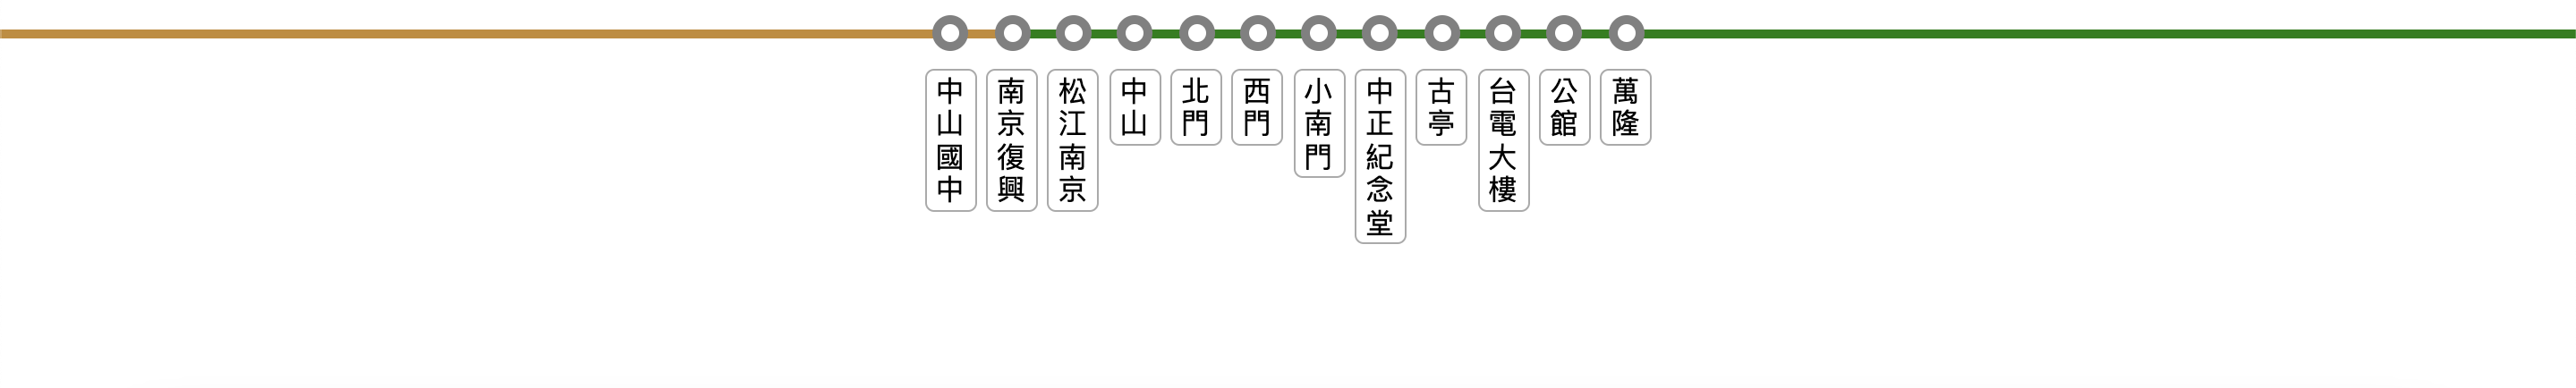 中山國中
南京復興
松江南京
中山
北門
西門
小南門
中正紀念堂
古亭
台電大樓
公館
萬隆